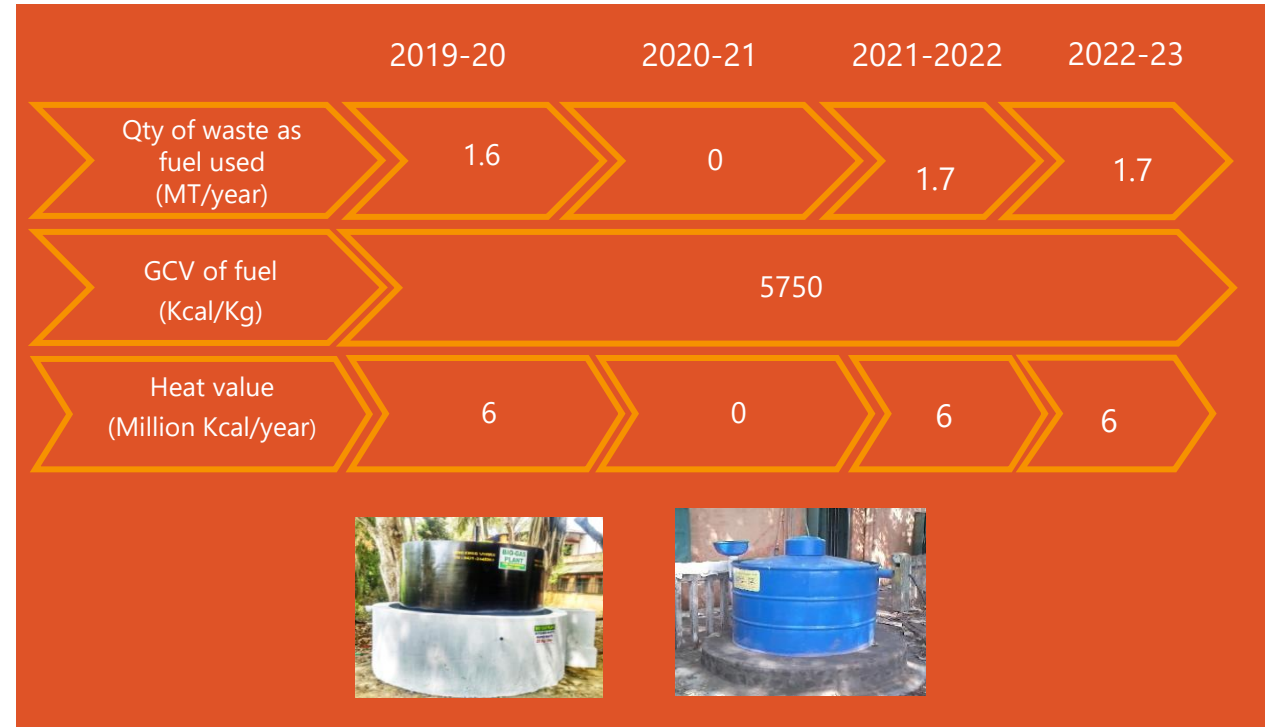 2019-20 2020-21 2021-2022 2022-23
Qty of waste as
fuel used
(MT/year)
1.6 0 1.7 1.7
GCV of fuel
(Kcal/Kg)
5750
Heat value
(Million Kcal/year)
6 0 6 6
BIO-GAS
PLANT